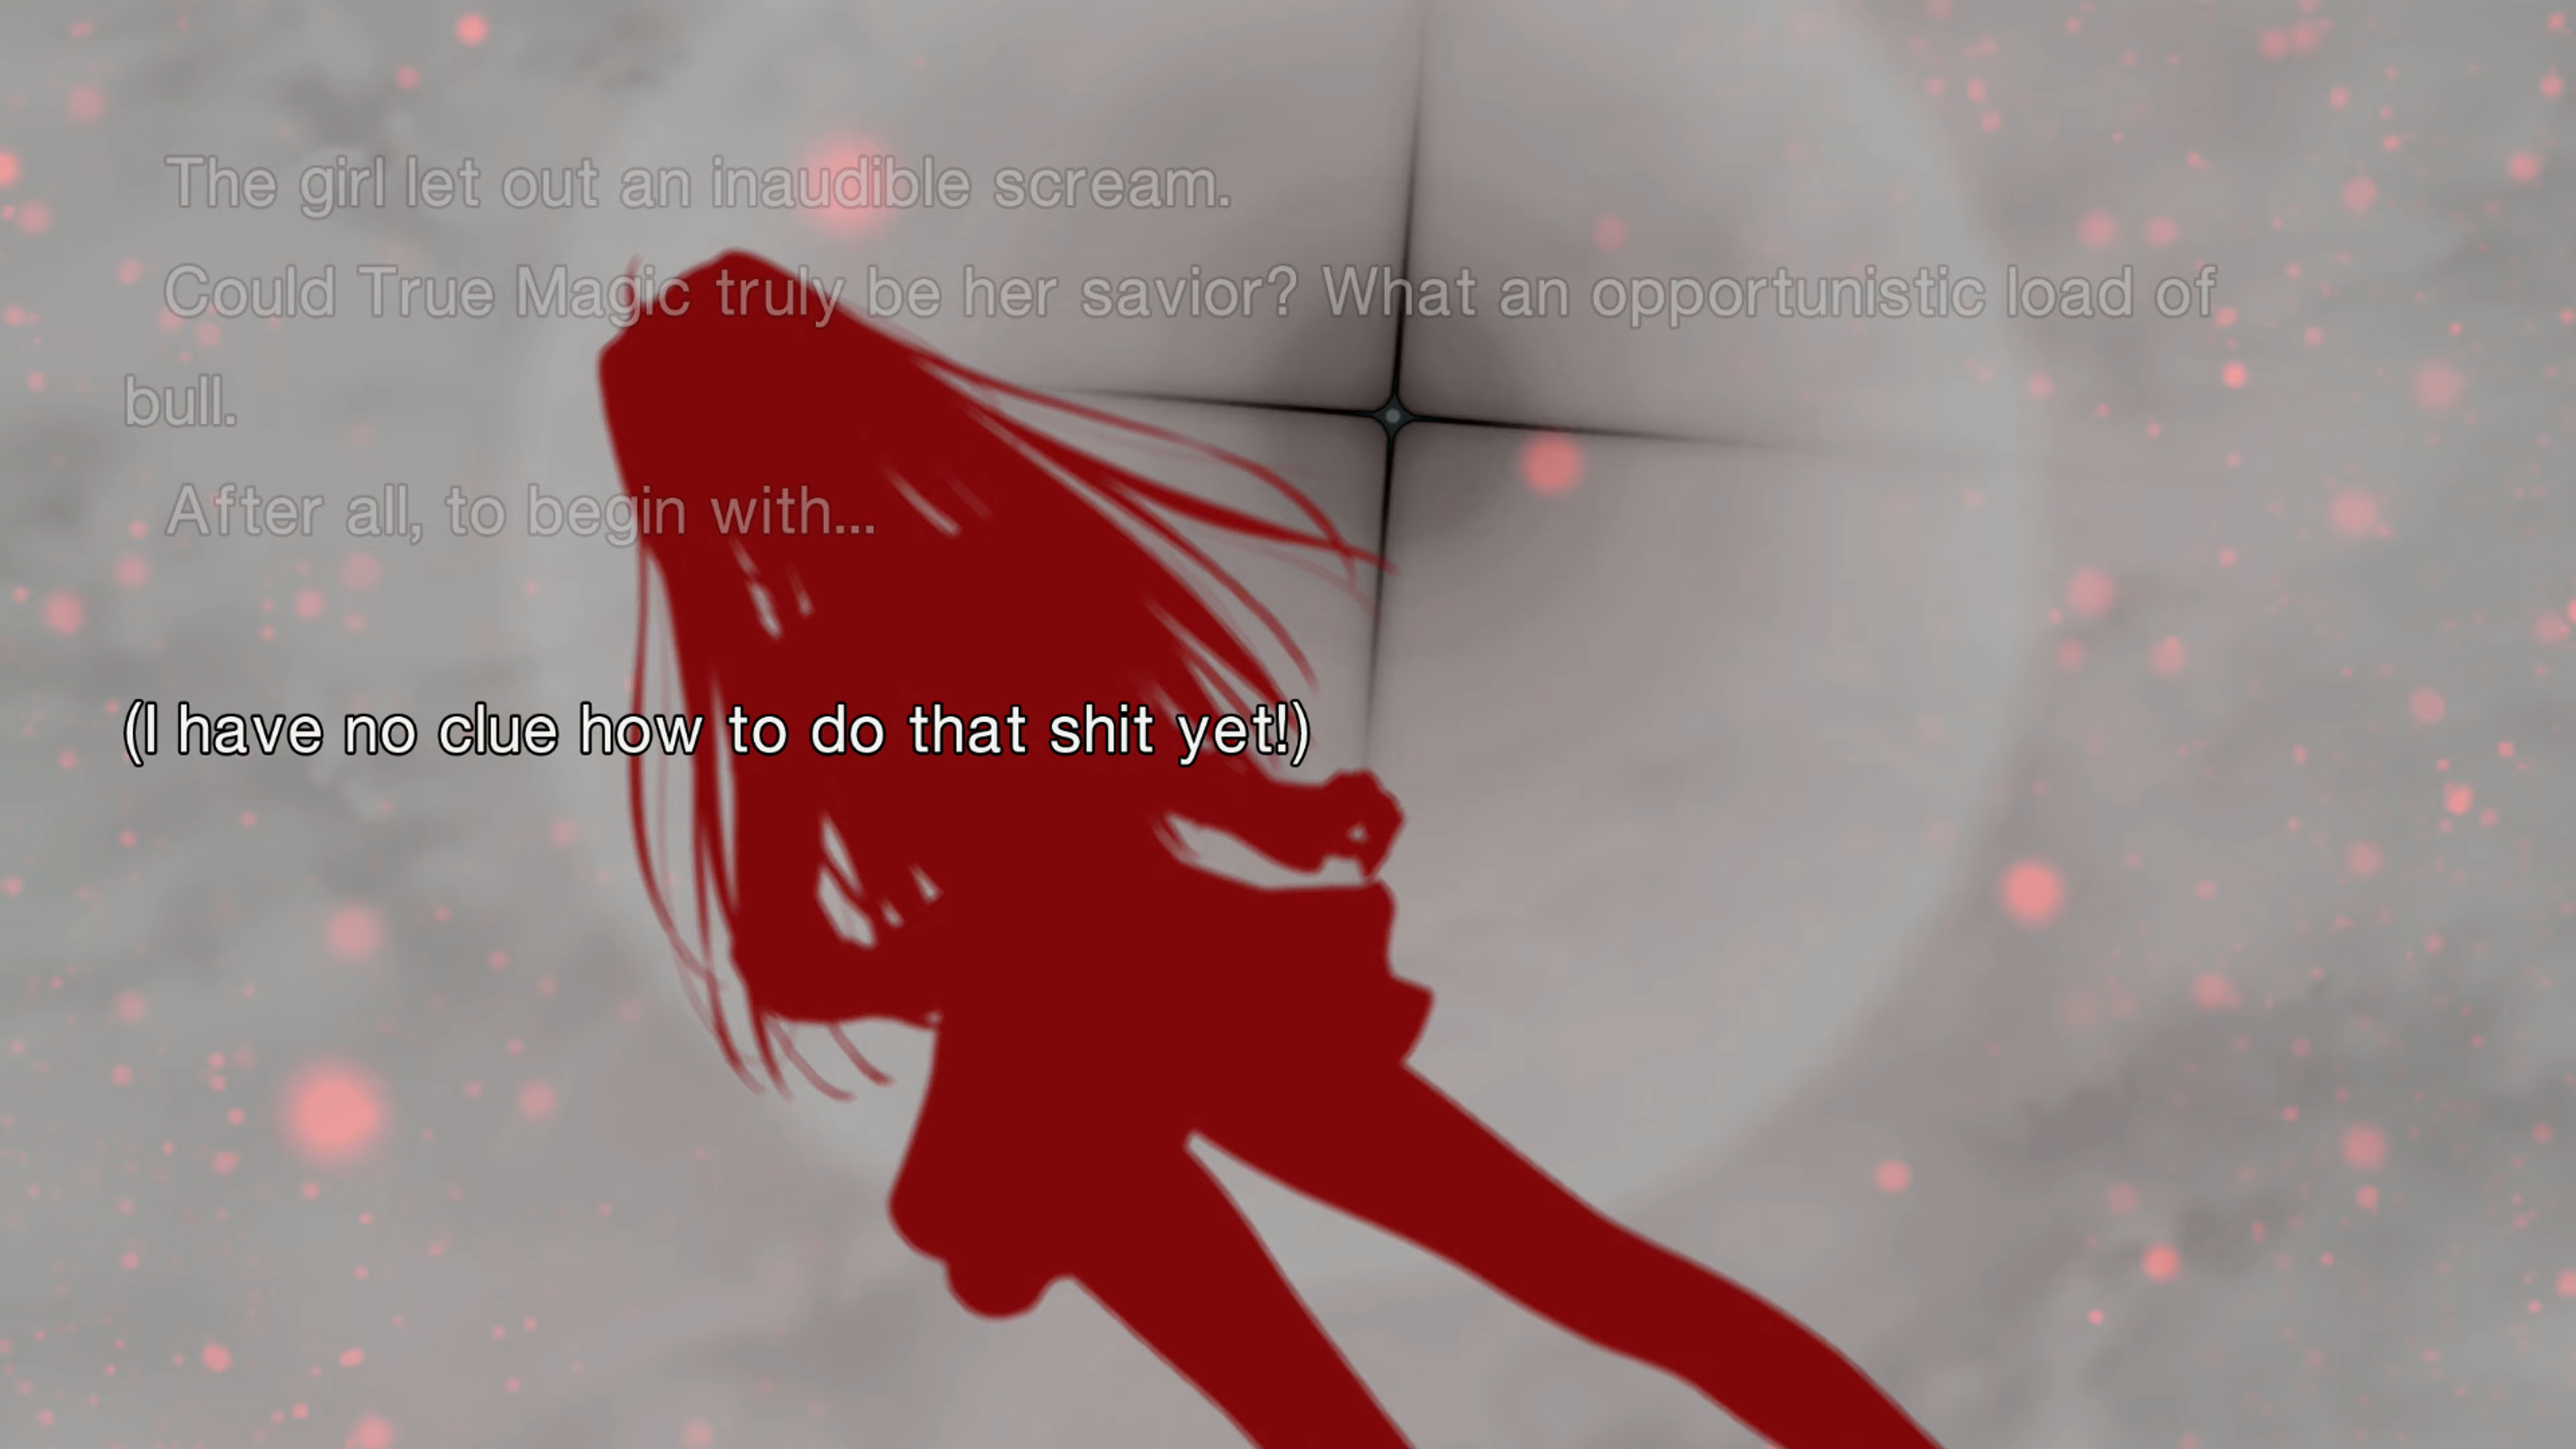 The girl let out an inaudible scream.
Could True Magic truly be her savior? What an opportunistic load of
bull.
After all, to begin with...
(I have no clue how to do that shit yet!)